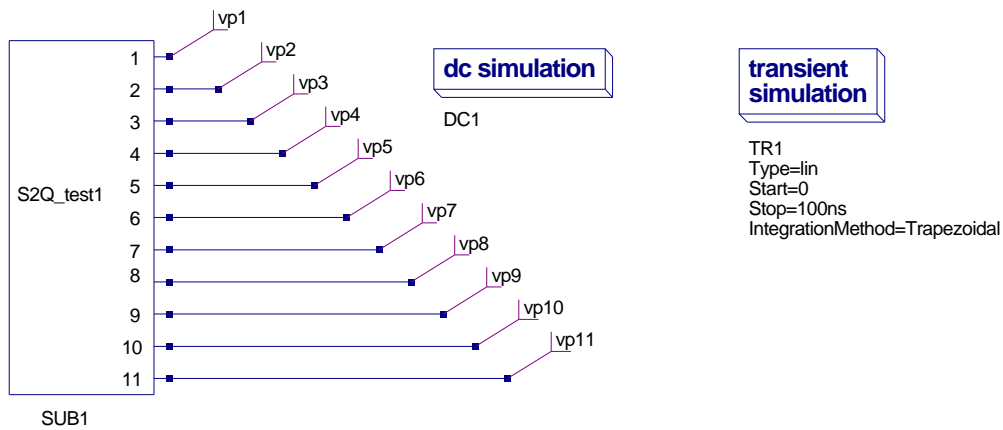 vp1
1
vp2
2
vp3
3
vp4
4
vp5
5
S2Q_test1
vp6
6
vp7
7
vp8
8
vp9
9
vp10
10
vp11
11
SUB1
dc simulation
DC1
transient
simulation
TR1
Type=lin
Start=0
Stop=100ns
IntegrationMethod=Trapezoidal